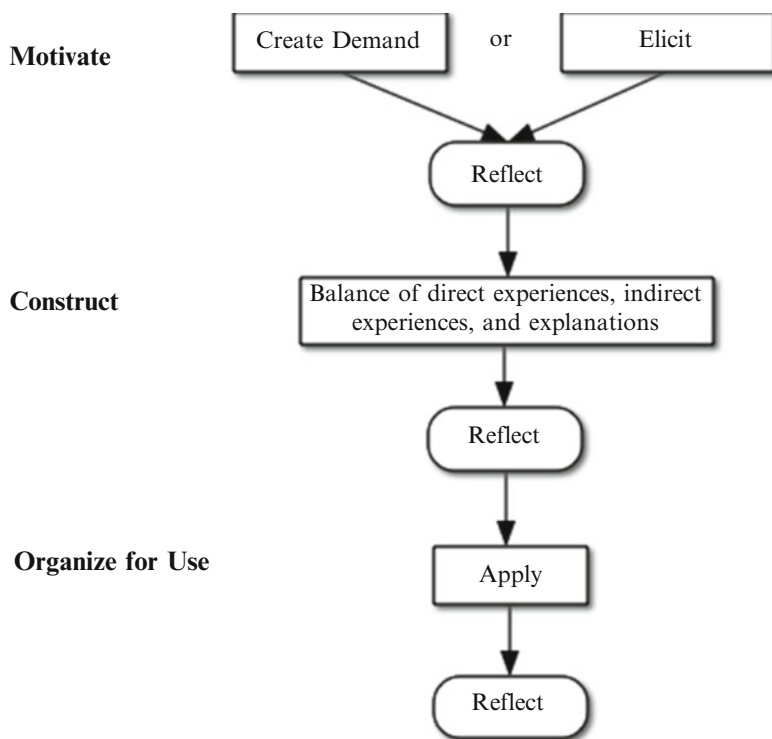 Motivate
Create Demand
or
Elicit
Reflect
Construct
Balance of direct experiences, indirect
experiences, and explanations
Reflect
Organize for Use
Apply
Reflect